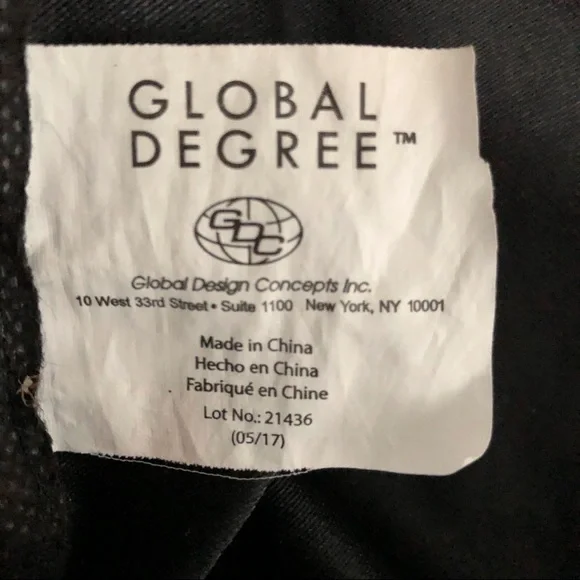 GLOBAL
DEGREE™
GDC
Global Design Concepts Inc.
10 West 33rd Street • Suite 1100 New York, NY 10001
Made in China
Hecho en China
Fabriqué en Chine
Lot No.: 21436
(05/17)